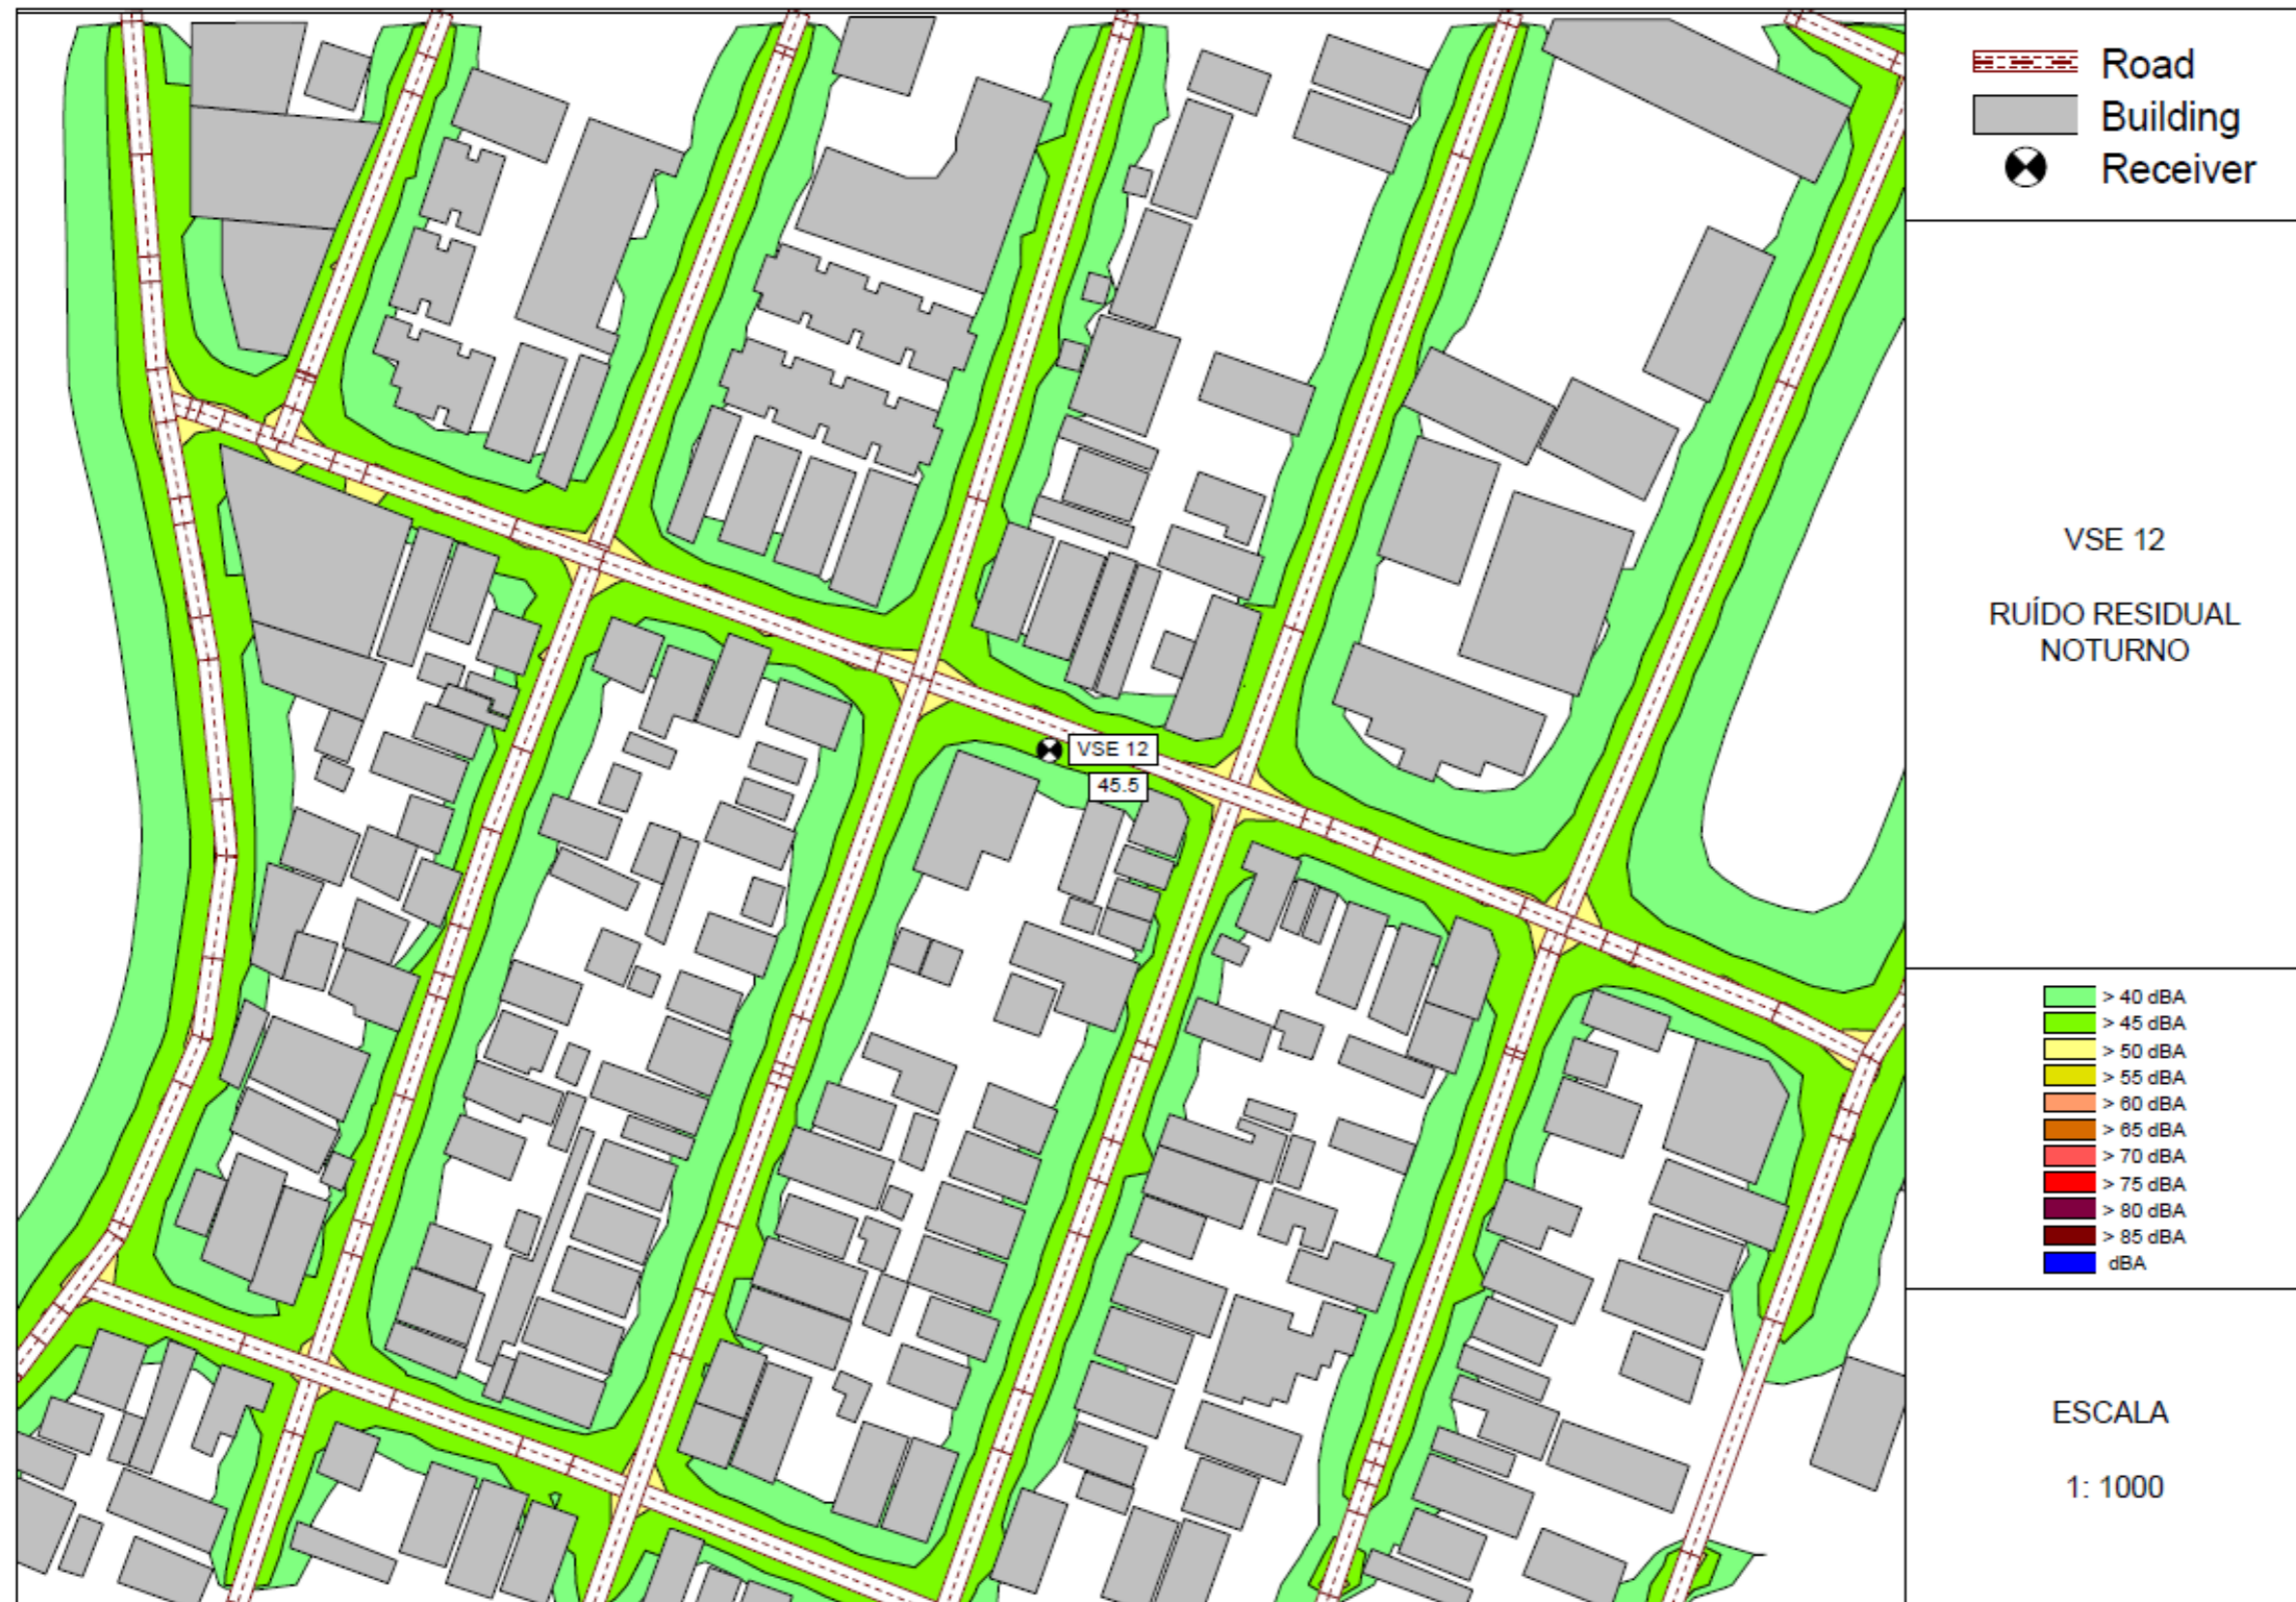 Road
Building
Receiver
VSE 12
45.5
VSE 12
RUÍDO RESIDUAL
NOTURNO
> 40 dBA
> 45 dBA
> 50 dBA
> 55 dBA
> 60 dBA
> 65 dBA
> 70 dBA
> 75 dBA
> 80 dBA
> 85 dBA
dBA
ESCALA
1: 1000